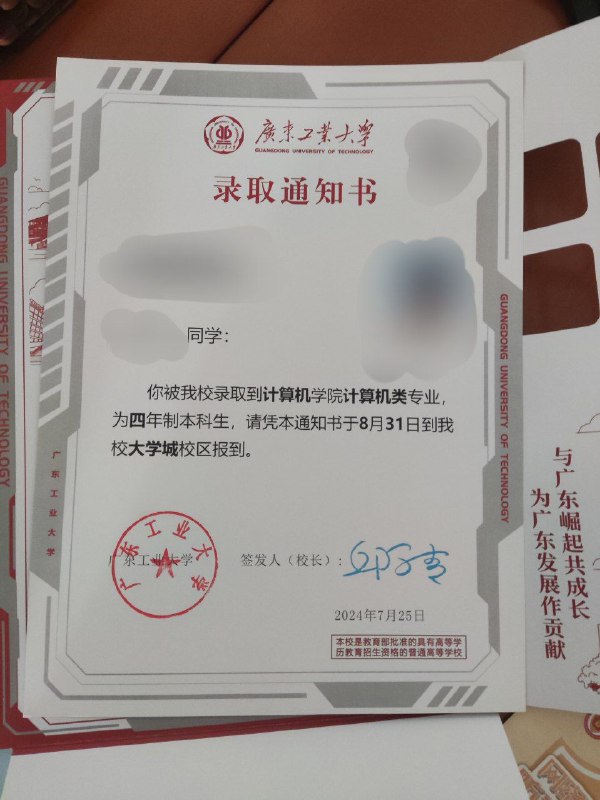 廣東工業大學
GUANGDONG UNIVERSITY OF TECHNOLOGY
录取通知书
同学：
你被我校录取到计算机学院计算机类专业，
为四年制本科生，请凭本通知书于8月31日到我
校大学城校区报到。
广东工业大学
签发人（校长）：
广东工业大学
2024年7月25日
本校是教育部批准的具有高等学
历教育招生资格的普通高等学校
GUANGDONG UNIVERSITY OF TECHNOLOGY
广东工业大学
GUANGDONG UNIVERSITY OF TECHNOLOGY
与广东崛起共成长
为广东发展作贡献